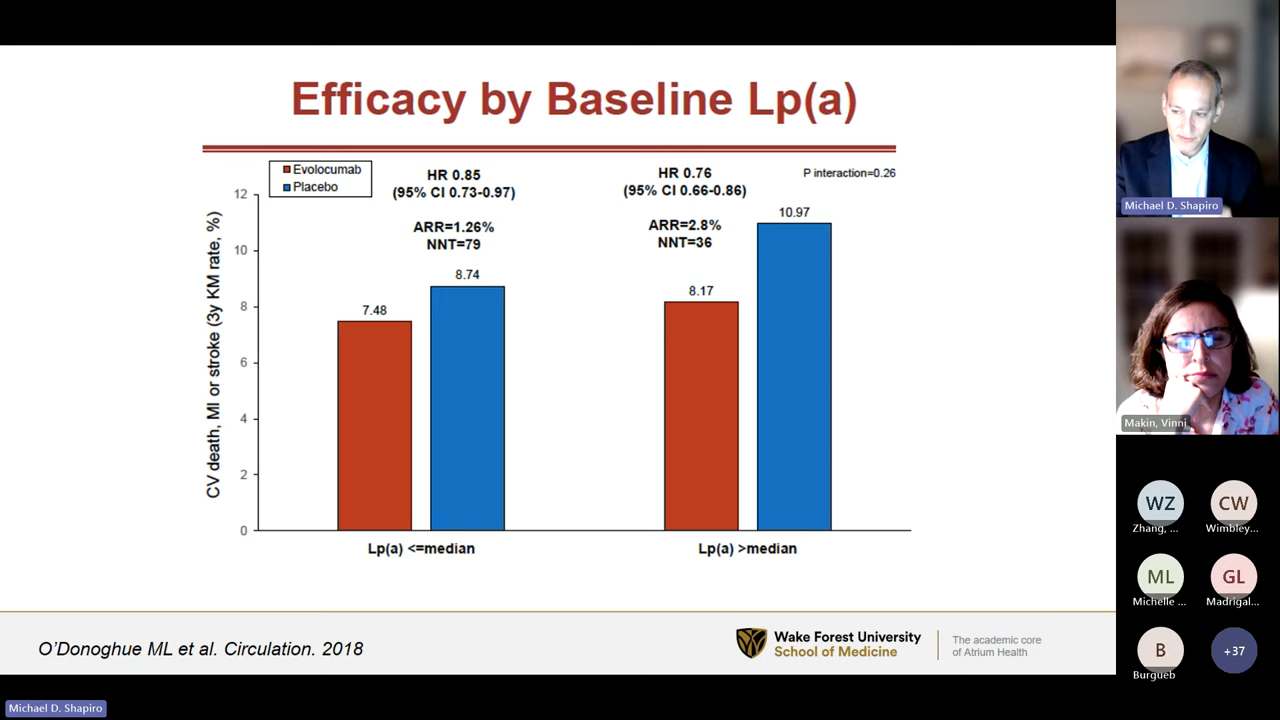 Efficacy by Baseline Lp(a)
Evolocumab
Placebo
HR 0.85
(95% CI 0.73-0.97)
ARR=1.26%
NNT=79
HR 0.76
(95% CI 0.66-0.86)
ARR=2.8%
NNT=36
P interaction=0.26
CV death, MI or stroke (3y KM rate, %)
12
10
8
6
4
2
0
7.48
8.74
8.17
10.97
Lp(a) <=median
Lp(a) >median
O'Donoghue ML et al. Circulation. 2018
Wake Forest University
School of Medicine
The academic core
of Atrium Health
Michael D. Shapiro
Michael D. Shapiro
Makin, Vinni
WZ
Zhang, ...
CW
Wimbley...
ML
Michelle ...
GL
Madrigal...
B
Burgueb
+37